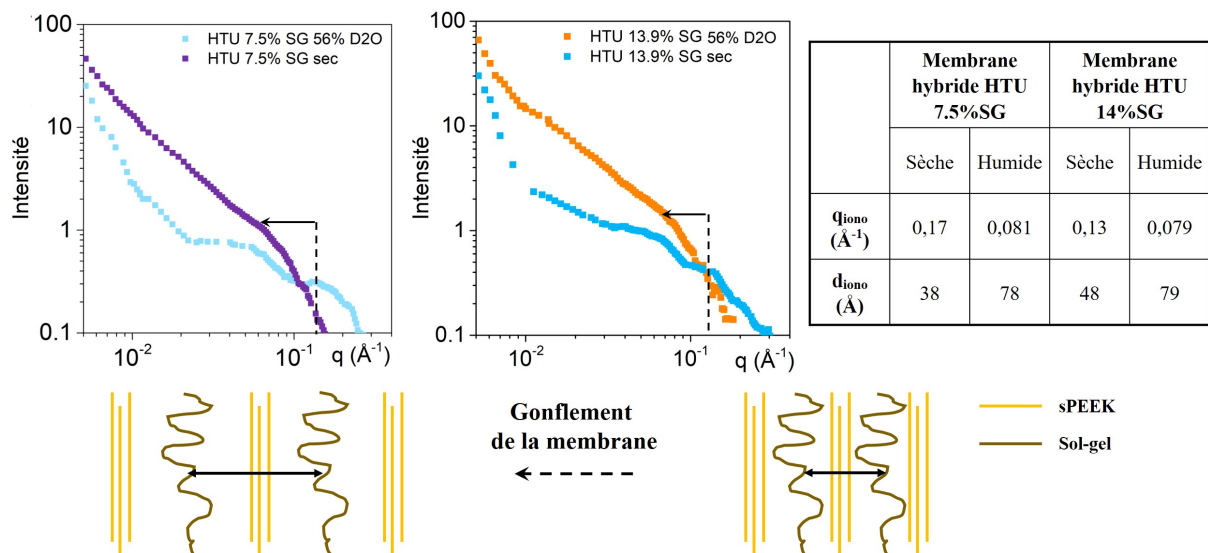 100
HTU 7.5% SG 56% D2O
HTU 7.5% SG sec
10
Intensité
1
0.1
10-2
10-1
q (Å-1)
100
HTU 13.9% SG 56% D2O
HTU 13.9% SG sec
10
Intensité
1
0.1
10-2
10-1
q (Å-1)
Membrane hybride HTU 7.5%SG
Membrane hybride HTU 14%SG
Sèche
Humide
Sèche
Humide
qiono (Å-1)
0,17
0,081
0,13
0,079
diono (Å)
38
78
48
79
Gonflement
de la membrane
sPEEK
Sol-gel